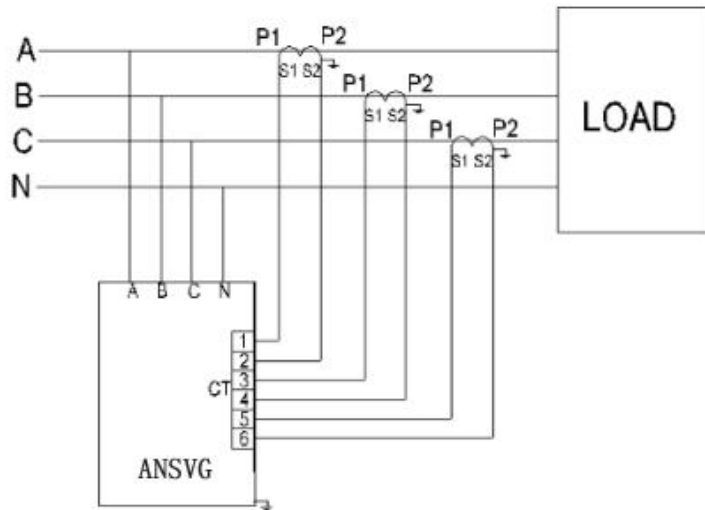 A P1 P2
S1 S2
B P1 P2
S1 S2
C P1 P2
S1 S2
N
LOAD
A B C N
1
2
3
CT 4
5
6
ANSVG